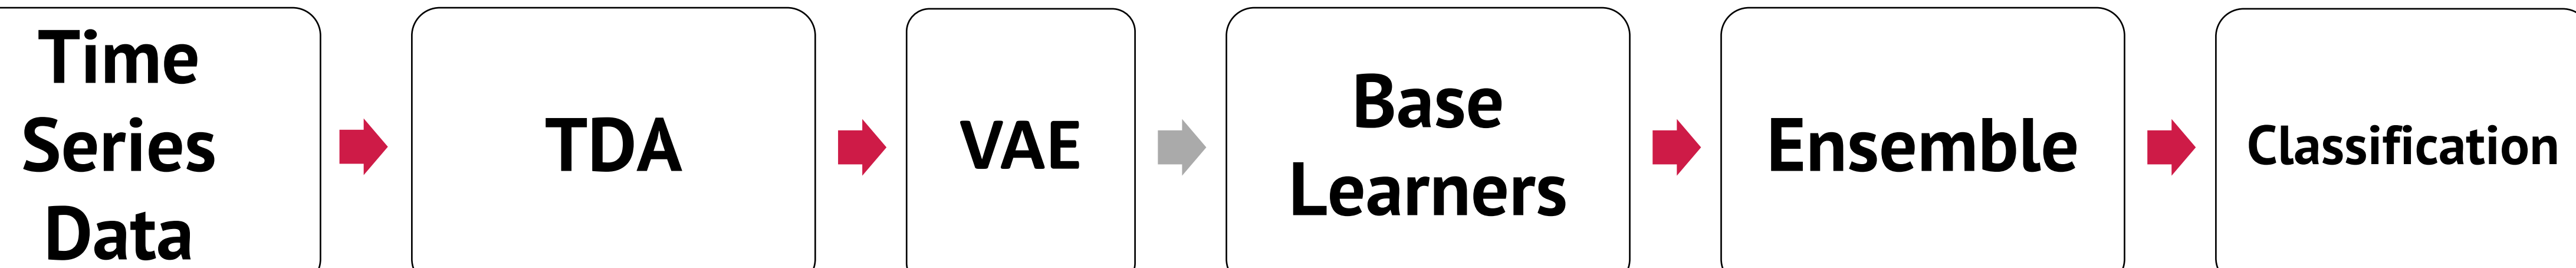 Time
Series
Data
TDA
VAE
Base
Learners
Ensemble
Classification